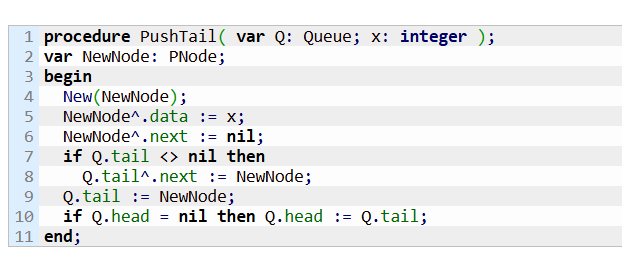 1 procedure PushTail( var Q: Queue; x: integer );
2 var NewNode: PNode;
3 begin
4   New(NewNode);
5   NewNode^.data := x;
6   NewNode^.next := nil;
7   if Q.tail <> nil then
8     Q.tail^.next := NewNode;
9   Q.tail := NewNode;
10   if Q.head = nil then Q.head := Q.tail;
11 end;